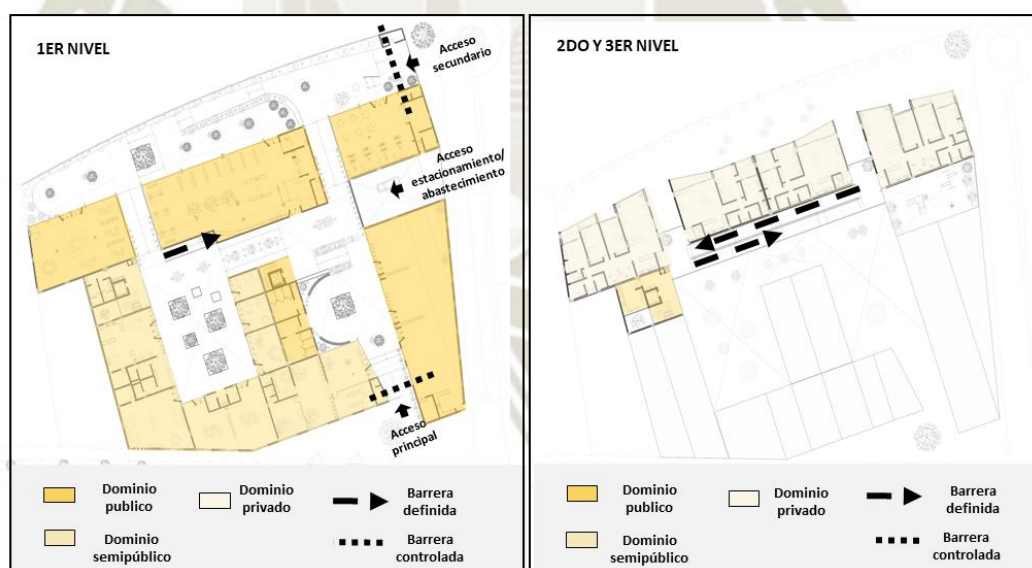 1ER NIVEL
Acceso
secundario
Acceso
estacionamiento/
abastecimiento
Acceso
principal
Dominio
publico
Dominio
privado
Barrera
definida
Dominio
semipúblico
Barrera
controlada
2DO Y 3ER NIVEL
Dominio
publico
Dominio
privado
Barrera
definida
Dominio
semipúblico
Barrera
controlada